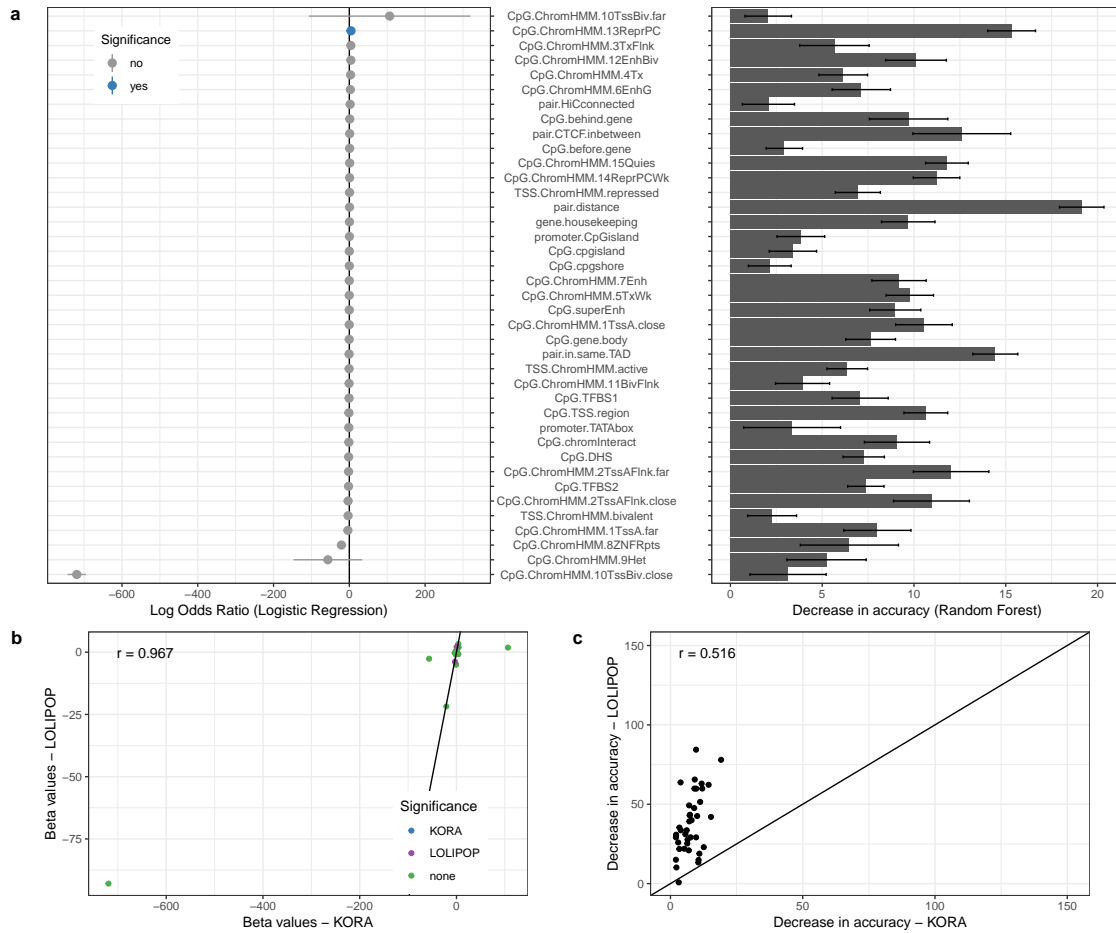 a
Significance
no
yes
CpG.ChromHMM.10TssBiv.far
CpG.ChromHMM.13ReprPC
CpG.ChromHMM.3TxFlnk
CpG.ChromHMM.12EnhBiv
CpG.ChromHMM.4Tx
CpG.ChromHMM.6EnhG
pair.HiCconnected
CpG.behind.gene
pair.CTCF.inbetween
CpG.before.gene
CpG.ChromHMM.15Quies
CpG.ChromHMM.14ReprPCWk
TSS.ChromHMM.repressed
pair.distance
gene.housekeeping
promoter.CpGisland
CpG.cpgisland
CpG.cpgshore
CpG.ChromHMM.7Enh
CpG.ChromHMM.5TxWk
CpG.superEnh
CpG.ChromHMM.1TssA.close
CpG.gene.body
pair.in.same.TAD
TSS.ChromHMM.active
CpG.ChromHMM.11BivFlnk
CpG.TFBS1
CpG.TSS.region
promoter.TATAbox
CpG.chromInteract
CpG.DHS
CpG.ChromHMM.2TssAFlnk.far
CpG.TFBS2
CpG.ChromHMM.2TssAFlnk.close
TSS.ChromHMM.bivalent
CpG.ChromHMM.1TssA.far
CpG.ChromHMM.8ZNFRpts
CpG.ChromHMM.9Het
CpG.ChromHMM.10TssBiv.close
−600 −400 −200 0 200
Log Odds Ratio (Logistic Regression)
0 5 10 15 20
Decrease in accuracy (Random Forest)
b
r = 0.967
0
−25
−50
−75
Beta values − LOLIPOP
Significance
KORA
LOLIPOP
none
−600 −400 −200 0
Beta values − KORA
c
r = 0.516
150
100
50
0
Decrease in accuracy − LOLIPOP
0 50 100 150
Decrease in accuracy − KORA